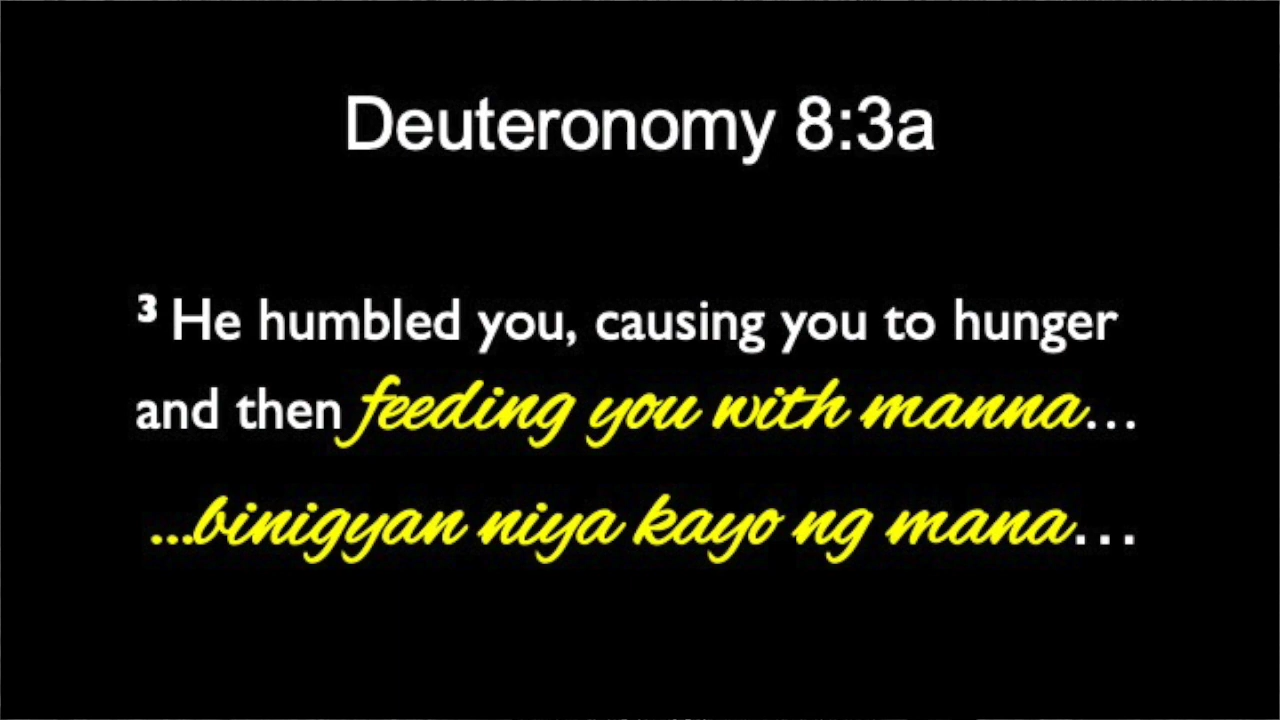 Deuteronomy 8:3a
³ He humbled you, causing you to hunger
and then feeding you with manna…
...binigyan niya kayo ng mana…